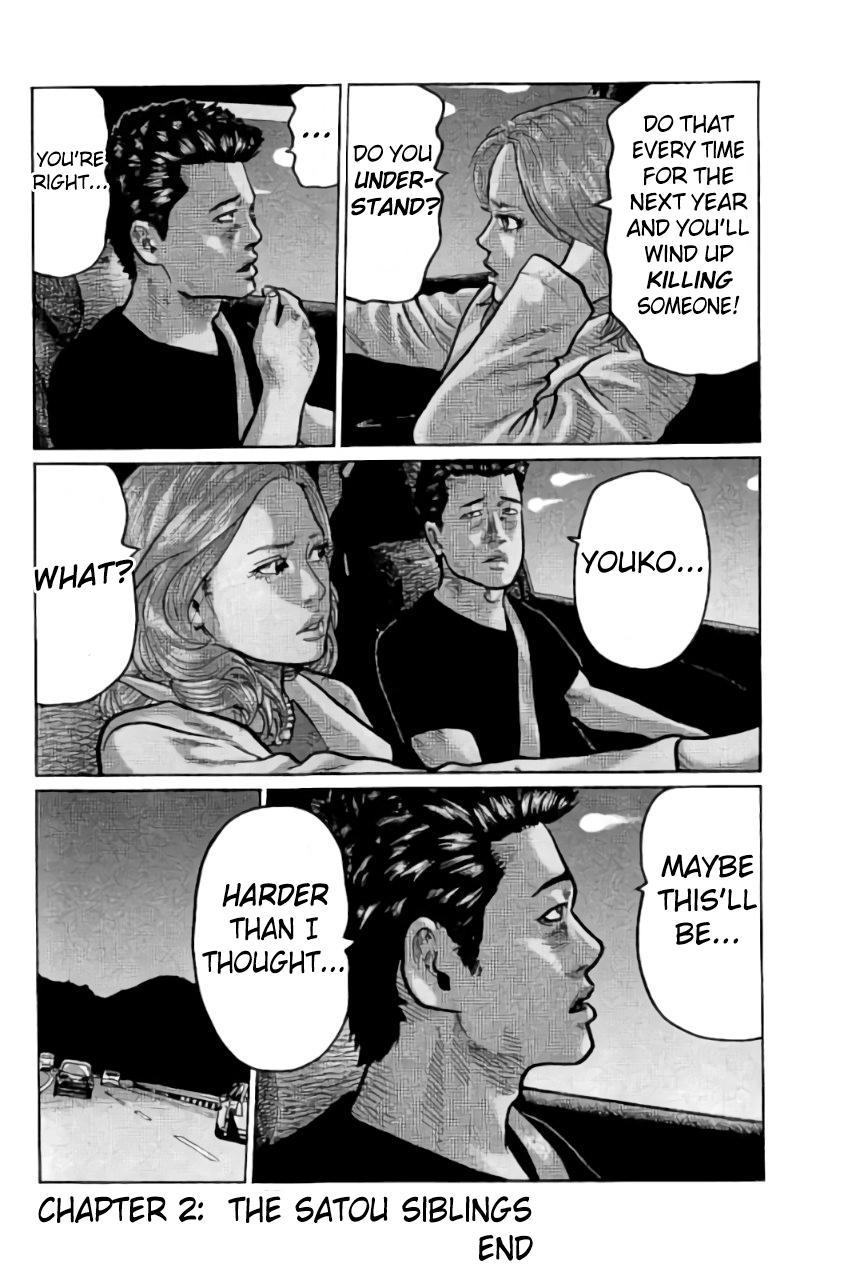 DO THAT
EVERY TIME
FOR THE
NEXT YEAR
AND YOU'LL
WIND UP
KILLING
SOMEONE!
DO YOU
UNDER-
STAND?
...
YOU'RE
RIGHT...
YOUKO...
WHAT?
MAYBE
THIS'LL
BE...
HARDER
THAN I
THOUGHT...
CHAPTER 2: THE SATOU SIBLINGS
END